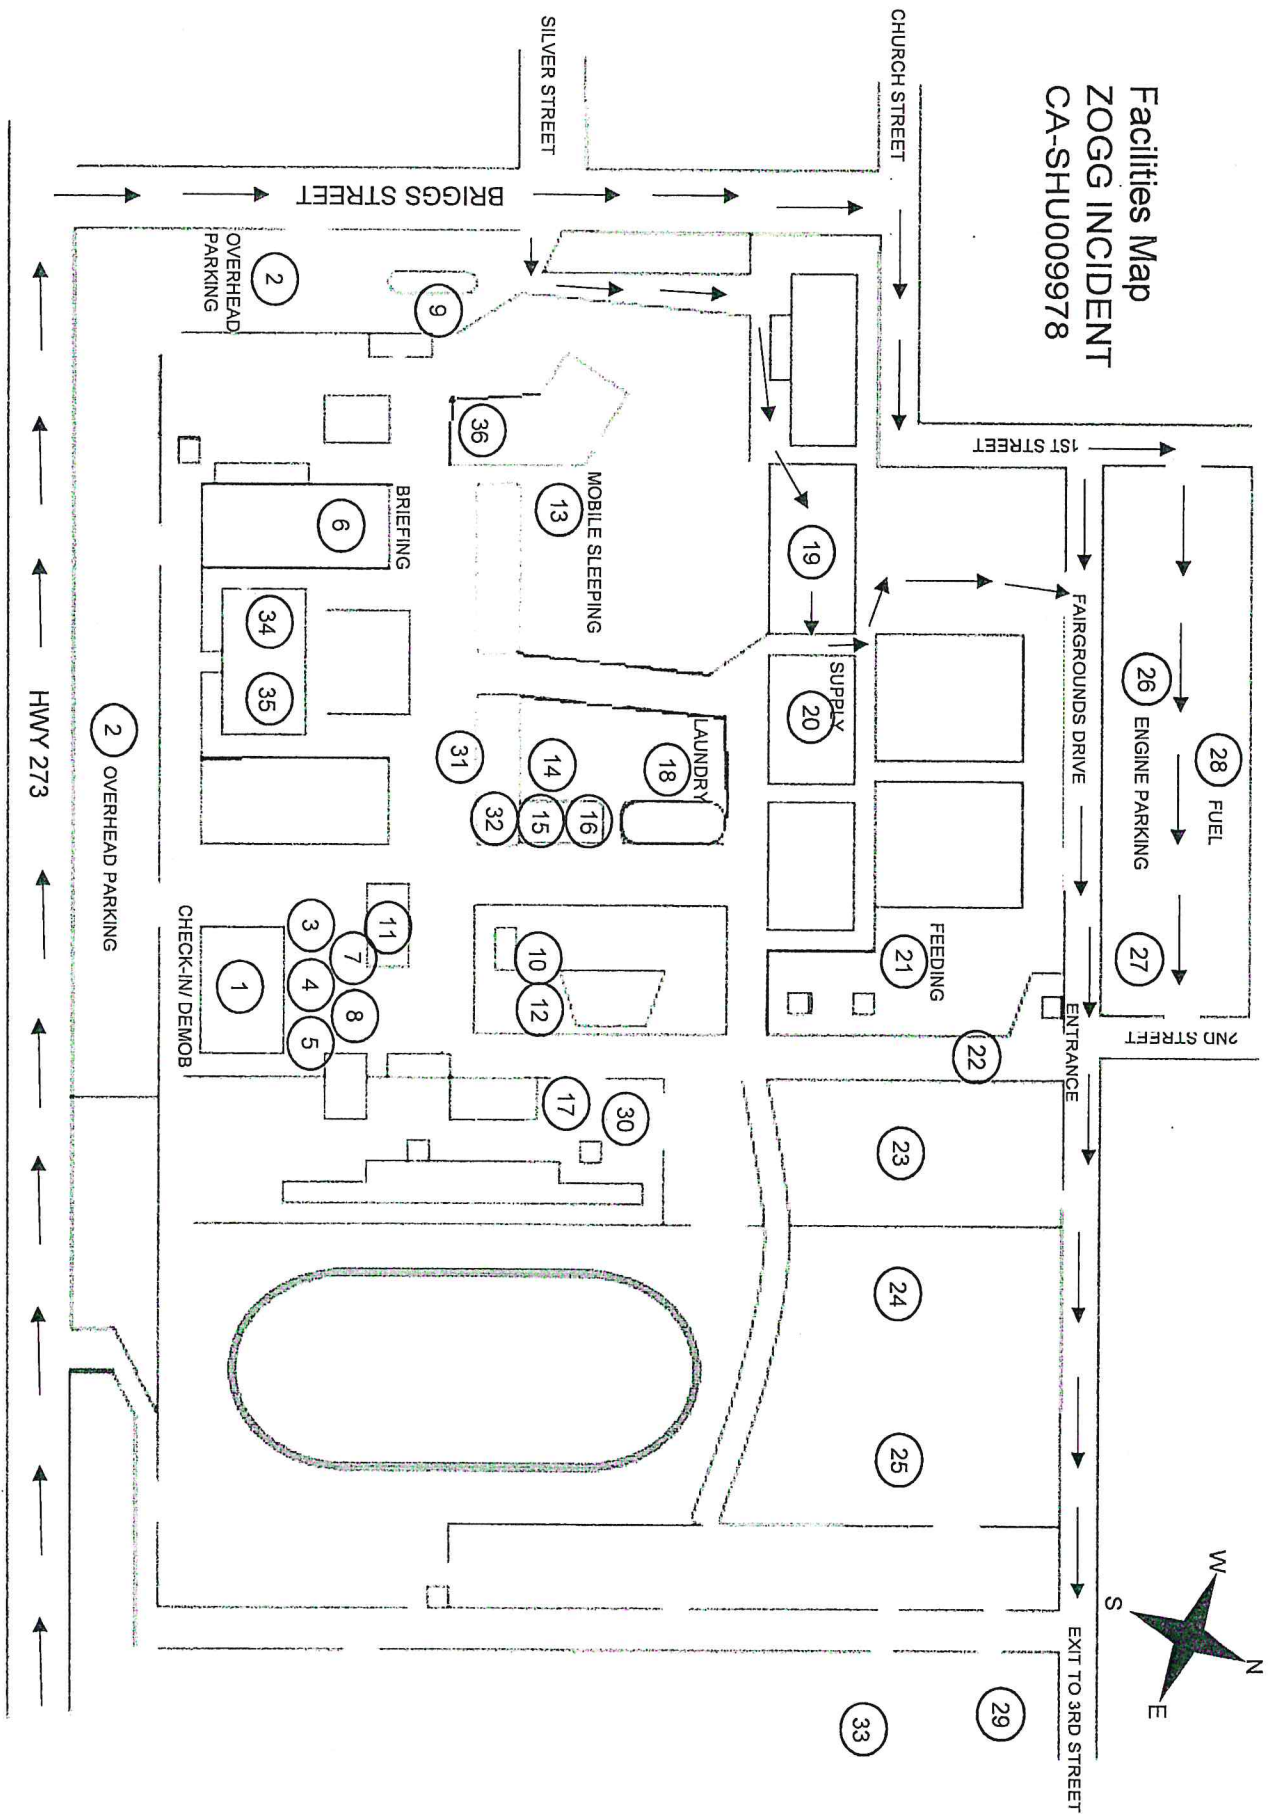 Facilities Map
ZOGG INCIDENT
CA-SHU009978
CHURCH STREET
SILVER STREET
BRIGGS STREET
1ST STREET
FAIRGROUNDS DRIVE
28
FUEL
26
ENGINE PARKING
27
2ND STREET
ENTRANCE
EXIT TO 3RD STREET
W
N
S
E
29
33
19
SUPPLY
20
FEEDING
21
22
23
24
25
MOBILE SLEEPING
13
36
LAUNDRY
18
14
16
15
32
31
10
12
30
17
9
2
OVERHEAD
PARKING
BRIEFING
6
34
35
11
3
7
4
8
5
1
CHECK-IN/ DEMOB
2
OVERHEAD PARKING
HWY 273